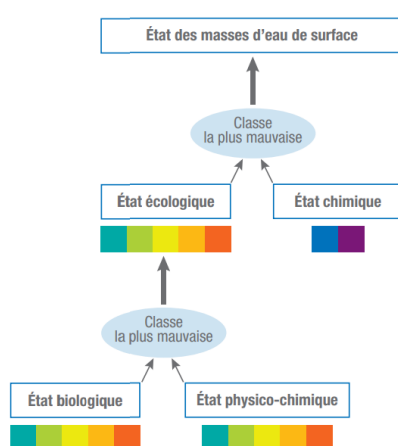 État des masses d'eau de surface
Classe
la plus mauvaise
État écologique
État chimique
Classe
la plus mauvaise
État biologique
État physico-chimique